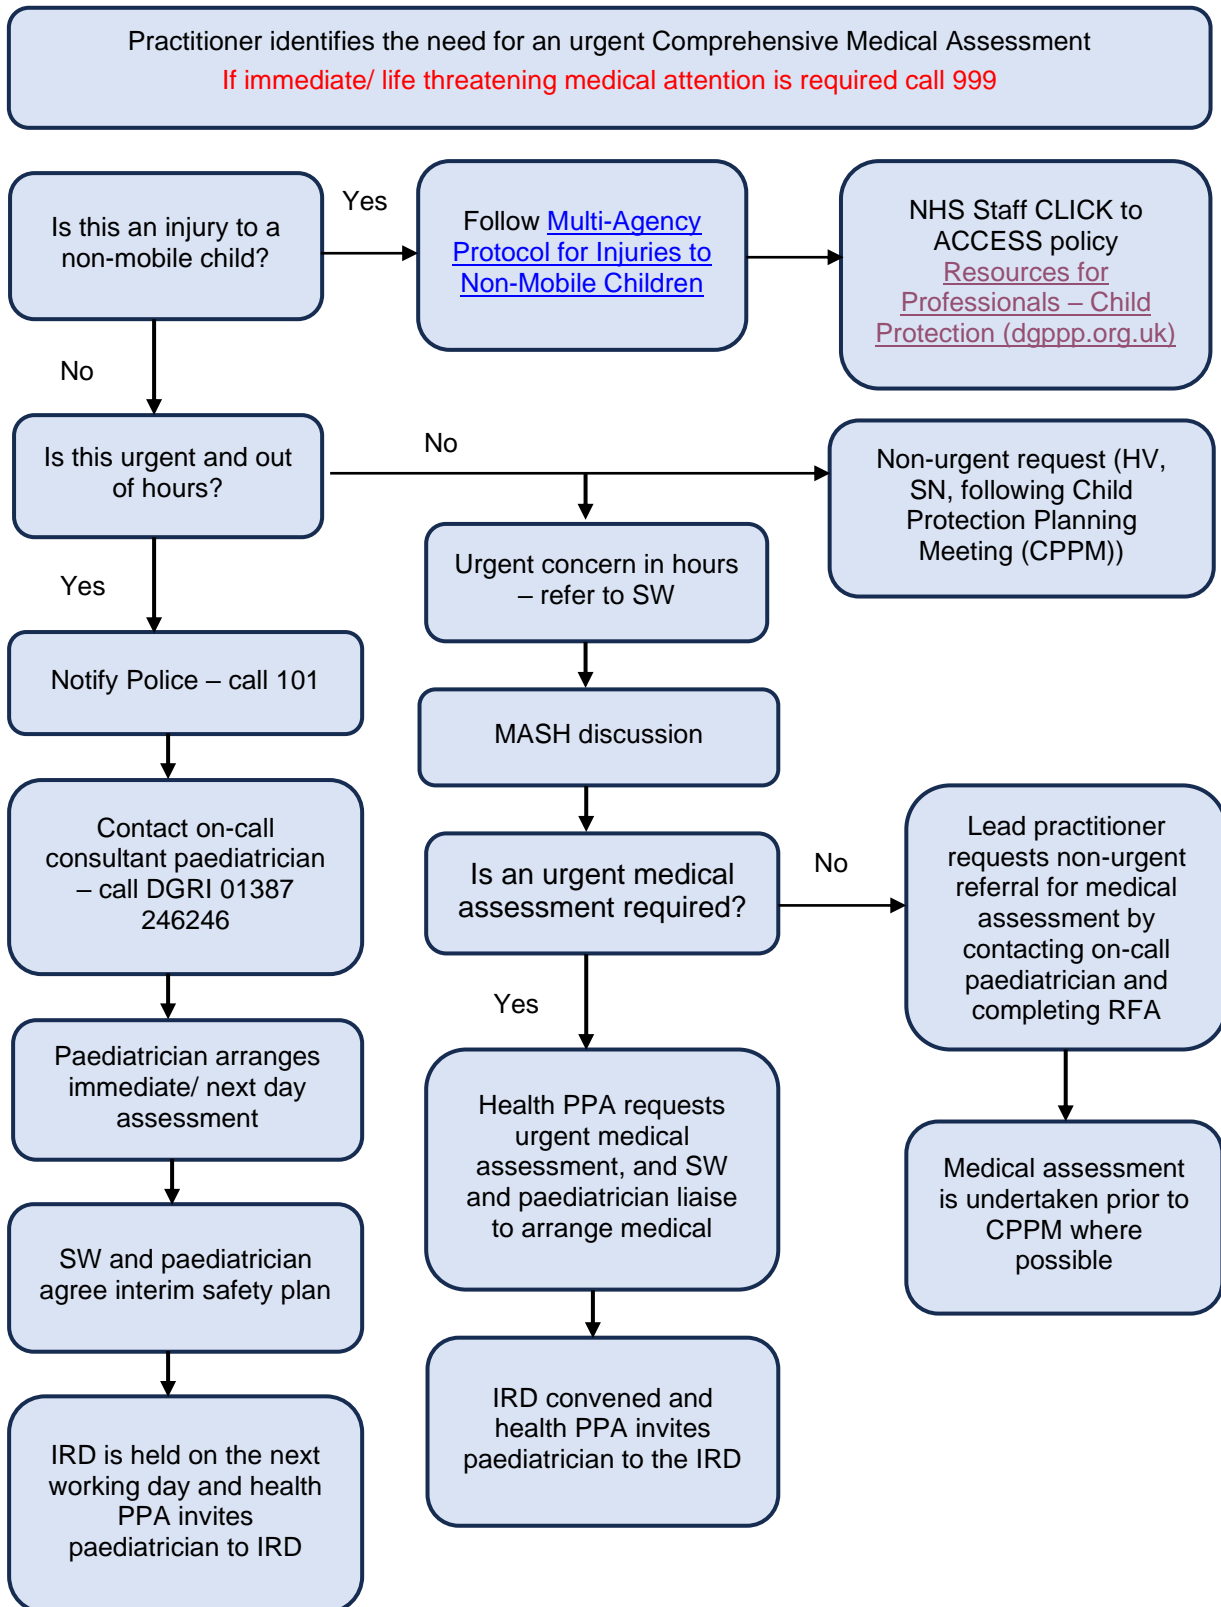 Practitioner identifies the need for an urgent Comprehensive Medical Assessment
If immediate/ life threatening medical attention is required call 999
Is this an injury to a
non-mobile child?
Yes
Follow Multi-Agency
Protocol for Injuries to
Non-Mobile Children
NHS Staff CLICK to
ACCESS policy
Resources for
Professionals – Child
Protection (dgppp.org.uk)
No
Is this urgent and out
of hours?
No
Non-urgent request (HV,
SN, following Child
Protection Planning
Meeting (CPPM))
Urgent concern in hours
– refer to SW
Yes
Notify Police – call 101
MASH discussion
Contact on-call
consultant paediatrician
– call DGRI 01387
246246
Is an urgent medical
assessment required?
No
Lead practitioner
requests non-urgent
referral for medical
assessment by
contacting on-call
paediatrician and
completing RFA
Yes
Paediatrician arranges
immediate/ next day
assessment
Health PPA requests
urgent medical
assessment, and SW
and paediatrician liaise
to arrange medical
Medical assessment
is undertaken prior to
CPPM where
possible
SW and paediatrician
agree interim safety plan
IRD convened and
health PPA invites
paediatrician to the IRD
IRD is held on the next
working day and health
PPA invites
paediatrician to IRD